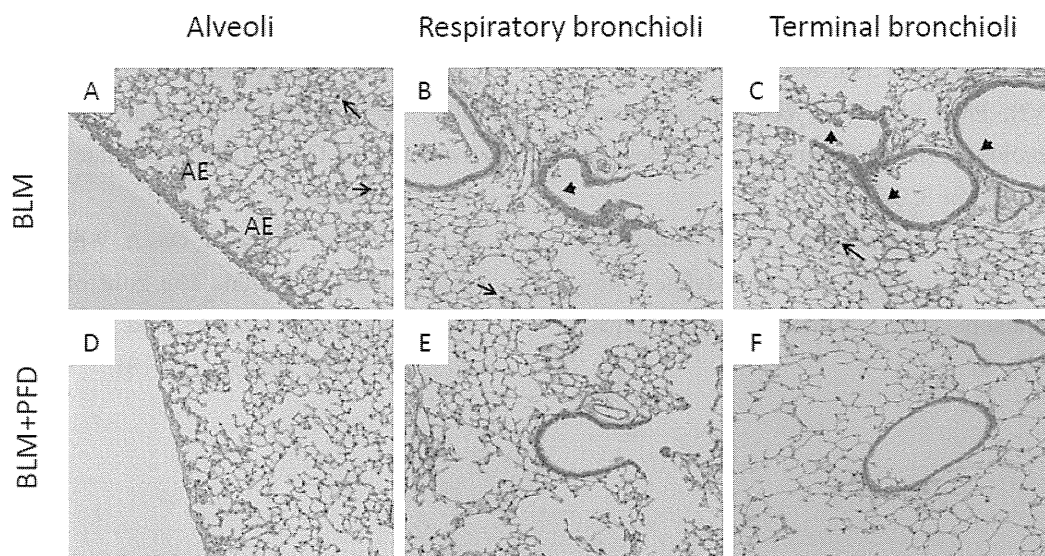 Alveoli Respiratory bronchioli Terminal bronchioli
BLM
A
AE
AE
B
C
BLM+PFD
D
E
F